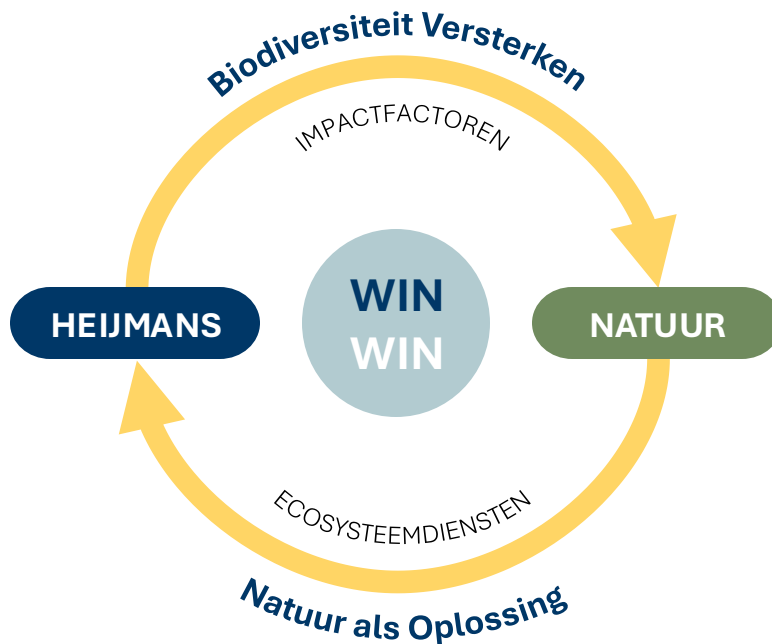 Biodiversiteit Versterken
IMPACTFACTOREN
HEIJMANS
WIN
WIN
NATUUR
ECOSYSTEEMDIENSTEN
Natuur als Oplossing